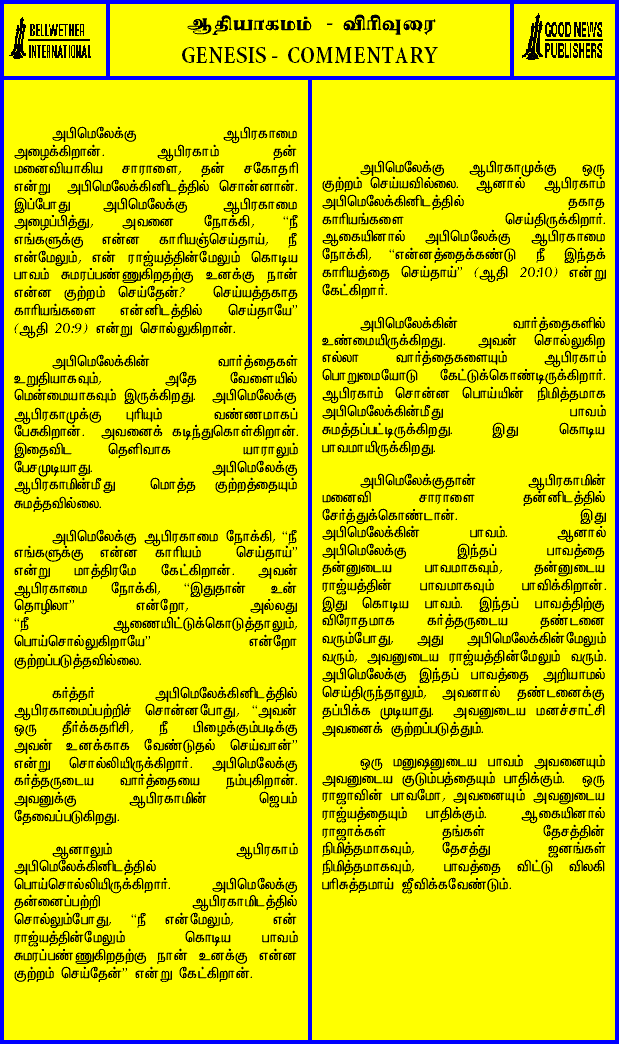 BELLWETHER
INTERNATIONAL
ஆதியாகமம் - விரிவுரை
GENESIS - COMMENTARY
GOOD NEWS
PUBLISHERS
அபிமெலேக்கு ஆபிரகாமை
அழைக்கிறான். ஆபிரகாம் தன்
மனைவியாகிய சாராளை, தன் சகோதரி
என்று அபிமெலேக்கினிடத்தில் சொன்னான்.
இப்போது அபிமெலேக்கு ஆபிரகாமை
அழைப்பித்து, அவனை நோக்கி, “நீ
எங்களுக்கு என்ன காரியஞ்செய்தாய், நீ
என்மேலும், என் ராஜ்யத்தின்மேலும் கொடிய
பாவம் சுமரப்பண்ணுகிறதற்கு உனக்கு நான்
என்ன குற்றம் செய்தேன்? செய்யத்தகாத
காரியங்களை என்னிடத்தில் செய்தாயே”
(ஆதி 20:9) என்று சொல்லுகிறான்.
அபிமெலேக்கின் வார்த்தைகள்
உறுதியாகவும், அதே வேளையில்
மென்மையாகவும் இருக்கிறது. அபிமெலேக்கு
ஆபிரகாமுக்கு புரியும் வண்ணமாகப்
பேசுகிறான். அவனைக் கடிந்துகொள்கிறான்.
இதைவிட தெளிவாக யாராலும்
பேசமுடியாது. அபிமெலேக்கு
ஆபிரகாமின்மீது மொத்த குற்றத்தையும்
சுமத்தவில்லை.
அபிமெலேக்கு ஆபிரகாமை நோக்கி, “நீ
எங்களுக்கு என்ன காரியம் செய்தாய்”
என்று மாத்திரமே கேட்கிறான். அவன்
ஆபிரகாமை நோக்கி, “இதுதான் உன்
தொழிலா” என்றோ, அல்லது
“நீ ஆணையிட்டுக்கொடுத்தாலும்,
பொய்சொல்லுகிறாயே” என்றோ
குற்றப்படுத்தவில்லை.
கர்த்தர் அபிமெலேக்கினிடத்தில்
ஆபிரகாமைப்பற்றிச் சொன்னபோது, “அவன்
ஒரு தீர்க்கதரிசி, நீ பிழைக்கும்படிக்கு
அவன் உனக்காக வேண்டுதல் செய்வான்”
என்று சொல்லியிருக்கிறார். அபிமெலேக்கு
கர்த்தருடைய வார்த்தையை நம்புகிறான்.
அவனுக்கு ஆபிரகாமின் ஜெபம்
தேவைப்படுகிறது.
ஆனாலும் ஆபிரகாம்
அபிமெலேக்கினிடத்தில்
பொய்சொல்லியிருக்கிறார். அபிமெலேக்கு
தன்னைப்பற்றி ஆபிரகாமிடத்தில்
சொல்லும்போது, “நீ என்மேலும், என்
ராஜ்யத்தின்மேலும் கொடிய பாவம்
சுமரப்பண்ணுகிறதற்கு நான் உனக்கு என்ன
குற்றம் செய்தேன்” என்று கேட்கிறான்.
அபிமெலேக்கு ஆபிரகாமுக்கு ஒரு
குற்றம் செய்யவில்லை. ஆனால் ஆபிரகாம்
அபிமெலேக்கினிடத்தில் தகாத
காரியங்களை செய்திருக்கிறார்.
ஆகையினால் அபிமெலேக்கு ஆபிரகாமை
நோக்கி, “என்னத்தைக்கண்டு நீ இந்தக்
காரியத்தை செய்தாய்” (ஆதி 20:10) என்று
கேட்கிறார்.
அபிமெலேக்கின் வார்த்தைகளில்
உண்மையிருக்கிறது. அவன் சொல்லுகிற
எல்லா வார்த்தைகளையும் ஆபிரகாம்
பொறுமையோடு கேட்டுக்கொண்டிருக்கிறார்.
ஆபிரகாம் சொன்ன பொய்யின் நிமித்தமாக
அபிமெலேக்கின்மீது பாவம்
சுமத்தப்பட்டிருக்கிறது. இது கொடிய
பாவமாயிருக்கிறது.
அபிமெலேக்குதான் ஆபிரகாமின்
மனைவி சாராளை தன்னிடத்தில்
சேர்த்துக்கொண்டான். இது
அபிமெலேக்கின் பாவம். ஆனால்
அபிமெலேக்கு இந்தப் பாவத்தை
தன்னுடைய பாவமாகவும், தன்னுடைய
ராஜ்யத்தின் பாவமாகவும் பாவிக்கிறான்.
இது கொடிய பாவம். இந்தப் பாவத்திற்கு
விரோதமாக கர்த்தருடைய தண்டனை
வரும்போது, அது அபிமெலேக்கின்மேலும்
வரும், அவனுடைய ராஜ்யத்தின்மேலும் வரும்.
அபிமெலேக்கு இந்தப் பாவத்தை அறியாமல்
செய்திருந்தாலும், அவனால் தண்டனைக்கு
தப்பிக்க முடியாது. அவனுடைய மனச்சாட்சி
அவனைக் குற்றப்படுத்தும்.
ஒரு மனுஷனுடைய பாவம் அவனையும்
அவனுடைய குடும்பத்தையும் பாதிக்கும். ஒரு
ராஜாவின் பாவமோ, அவனையும் அவனுடைய
ராஜ்யத்தையும் பாதிக்கும். ஆகையினால்
ராஜாக்கள் தங்கள் தேசத்தின்
நிமித்தமாகவும், தேசத்து ஜனங்கள்
நிமித்தமாகவும், பாவத்தை விட்டு விலகி
பரிசுத்தமாய் ஜீவிக்கவேண்டும்.